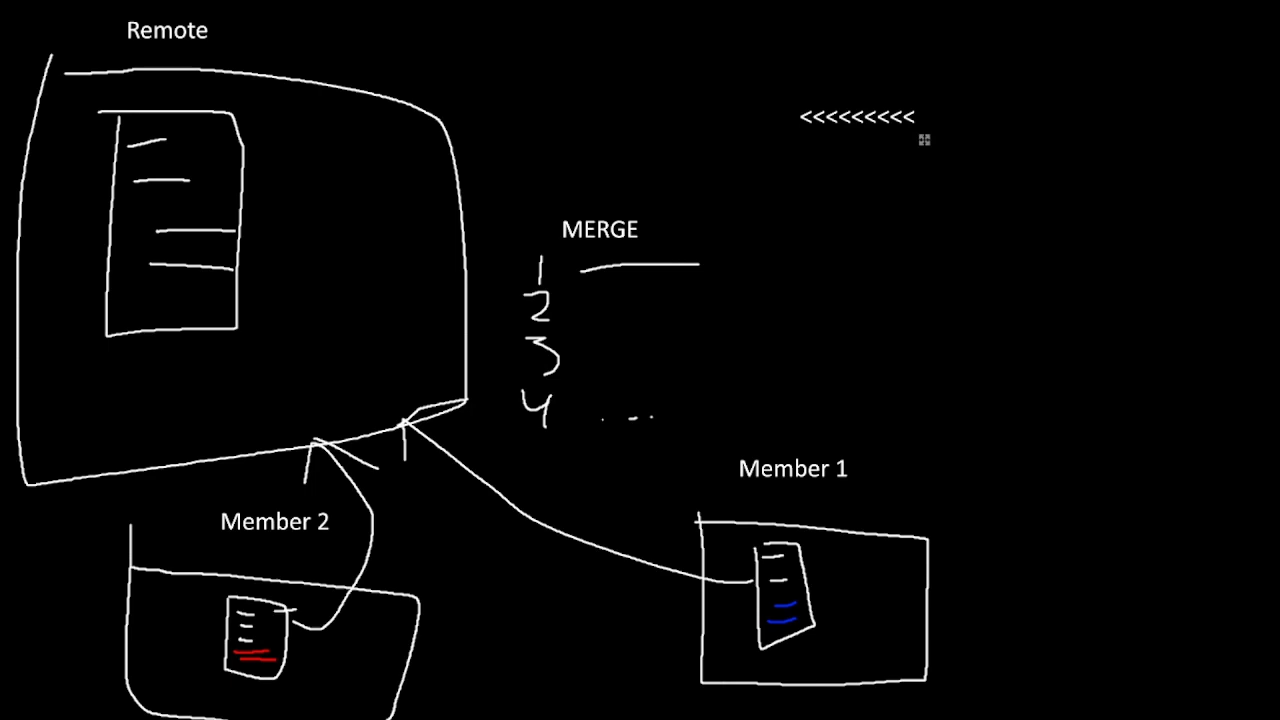 Remote
<<<<<<<<<
MERGE
1
2
3
4 ...
Member 1
Member 2